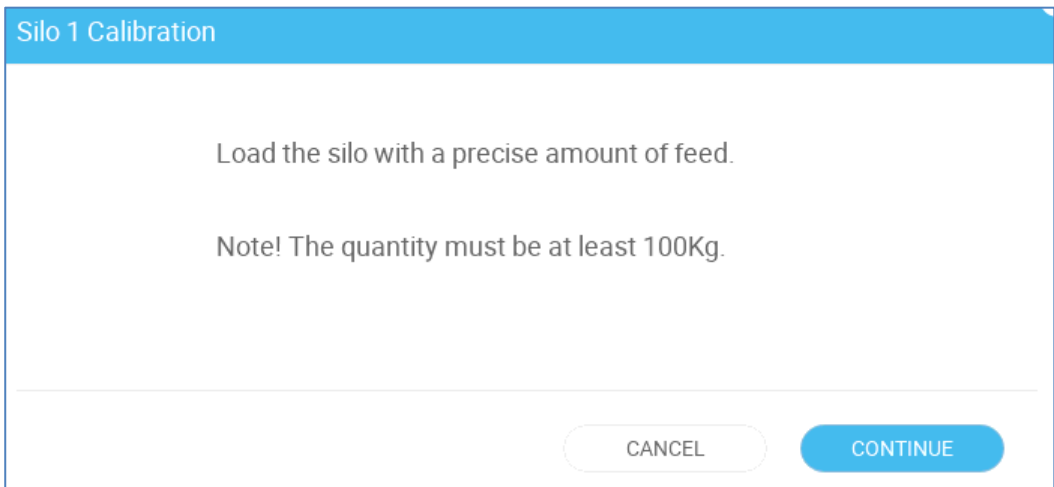 Silo 1 Calibration
Load the silo with a precise amount of feed.
Note! The quantity must be at least 100Kg.
CANCEL
CONTINUE